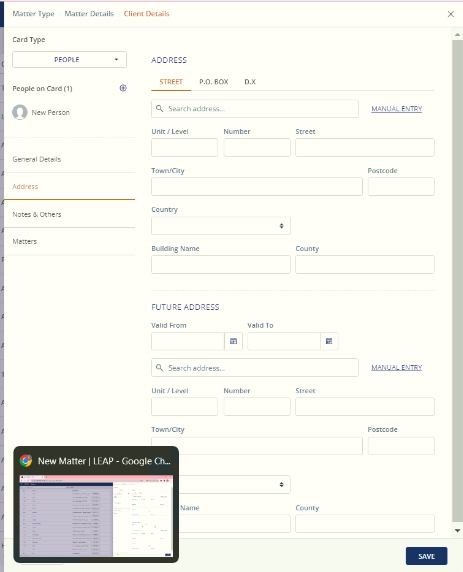 Matter Type Matter Details Client Details
Card Type
PEOPLE
People on Card (1)
New Person
General Details
Address
Notes & Others
Matters
ADDRESS
STREET P.O. BOX D.X
Search address...
MANUAL ENTRY
Unit / Level Number Street
Town/City Postcode
Country
Building Name County
FUTURE ADDRESS
Valid From Valid To
Search address...
MANUAL ENTRY
Unit / Level Number Street
Town/City Postcode
Name County
New Matter | LEAP - Google Ch...
SAVE